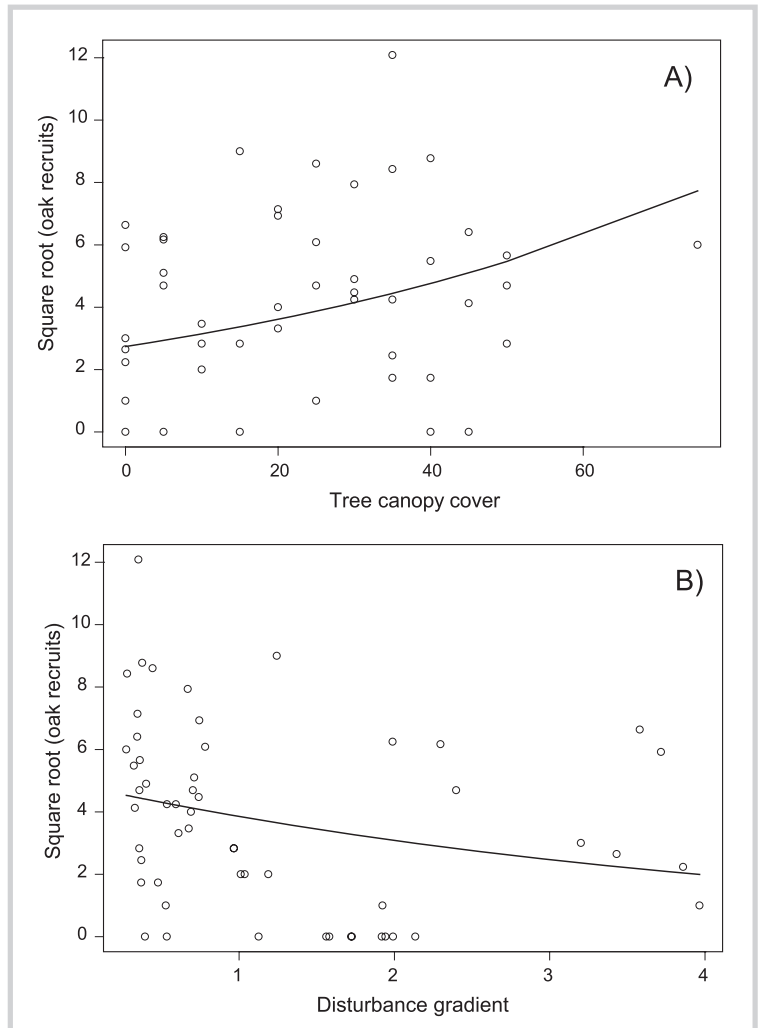 A)
Square root (oak recruits)
12
10
8
6
4
2
0
0 20 40 60
Tree canopy cover
B)
Square root (oak recruits)
12
10
8
6
4
2
0
1 2 3 4
Disturbance gradient